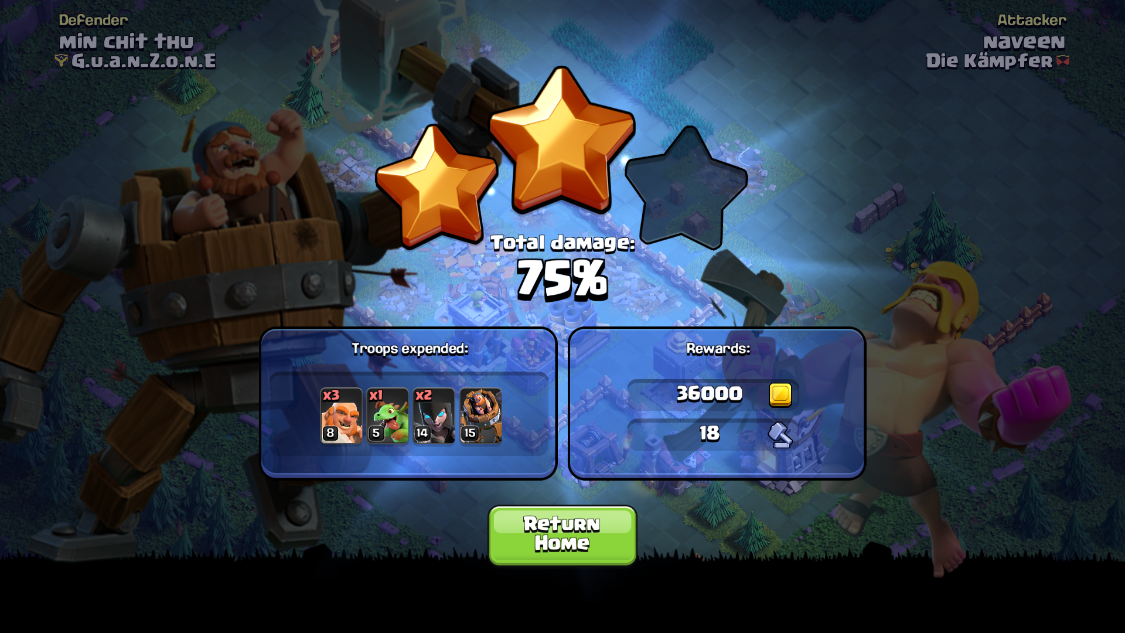 Defender
Min Chit Thu
G.u.a.n_Z.o.n.E
Attacker
naveen
Die Kämpfer
Total damage:
75%
Troops expended:
x3
8
x1
5
x2
14
15
Rewards:
36000
18
Return
Home